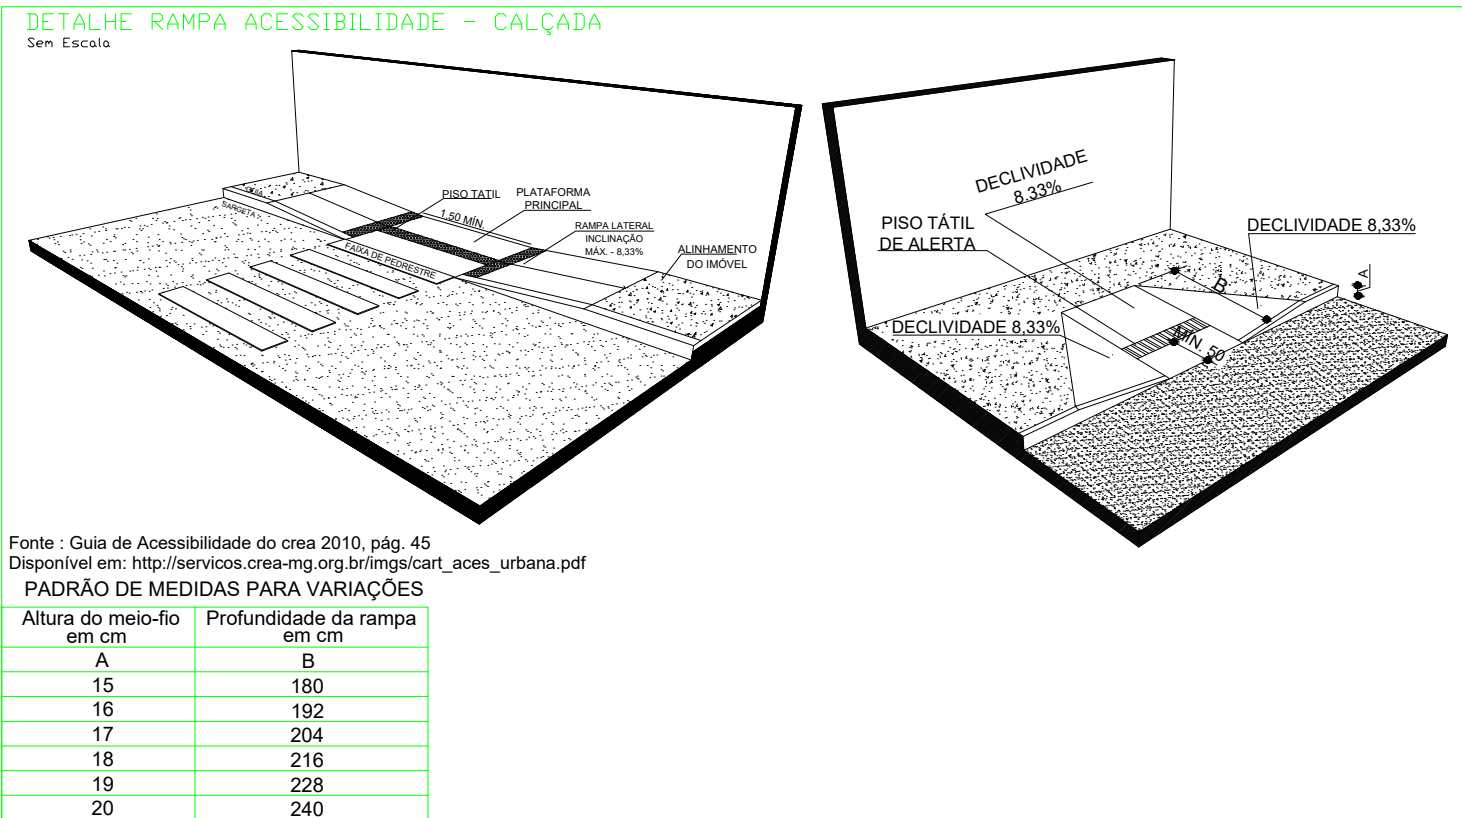 DETALHE RAMPA ACESSIBILIDADE - CALÇADA
Sem Escala
GUIA
SARGETA
PISO TATIL
1,50 MÍN.
PLATAFORMA
PRINCIPAL
RAMPA LATERAL
INCLINAÇÃO
MÁX. - 8,33%
ALINHAMENTO
DO IMÓVEL
FAIXA DE PEDRESTRE
DECLIVIDADE
8.33%
PISO TÁTIL
DE ALERTA
DECLIVIDADE 8,33%
A
B
DECLIVIDADE 8,33%
MÍN. 50
Fonte : Guia de Acessibilidade do crea 2010, pág. 45
Disponível em: http://servicos.crea-mg.org.br/imgs/cart_aces_urbana.pdf
PADRÃO DE MEDIDAS PARA VARIAÇÕES
Altura do meio-fio
em cm
Profundidade da rampa
em cm
A B
15 180
16 192
17 204
18 216
19 228
20 240